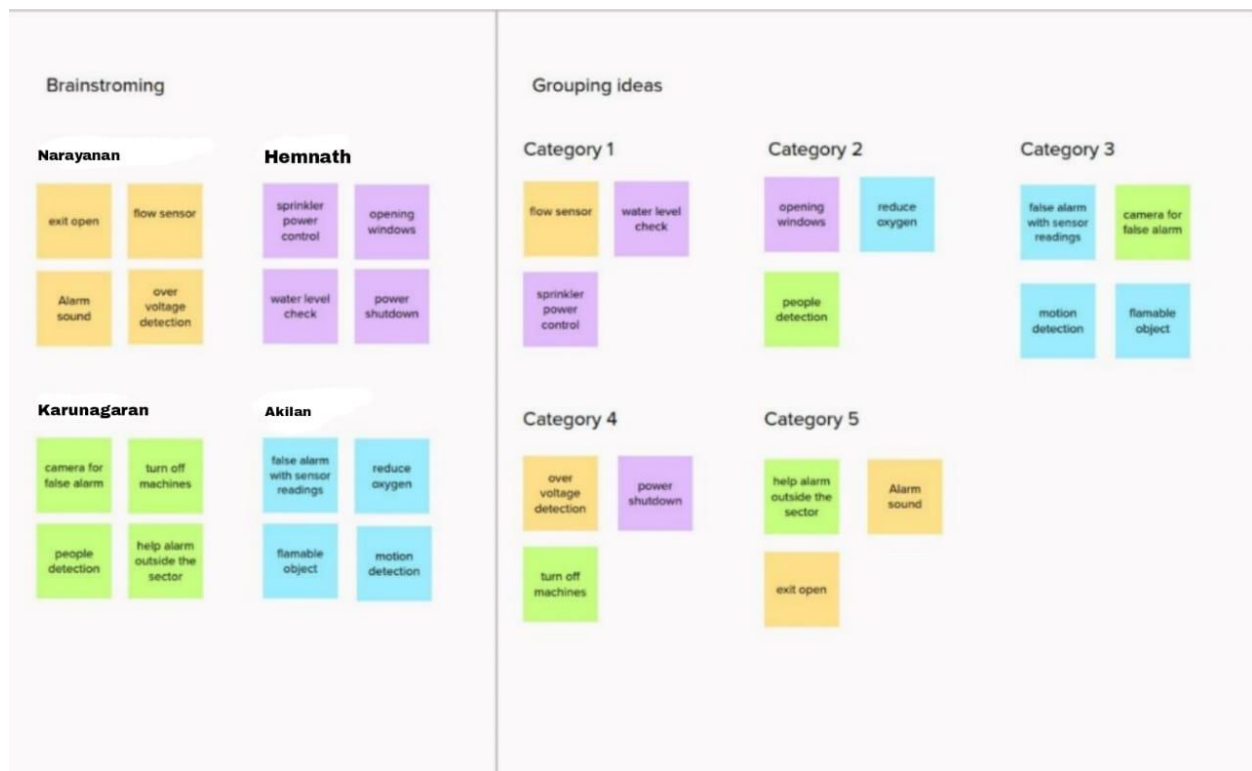 Brainstroming
Narayanan
exit open
flow sensor
Alarm
sound
over
voltage
detection
Hemnath
sprinkler
power
control
opening
windows
water level
check
power
shutdown
Karunagaran
camera for
false alarm
turn off
machines
people
detection
help alarm
outside the
sector
Akilan
false alarm
with sensor
readings
reduce
oxygen
flamable
object
motion
detection
Grouping ideas
Category 1
flow sensor
water level
check
sprinkler
power
control
Category 2
opening
windows
reduce
oxygen
people
detection
Category 3
false alarm
with sensor
readings
camera for
false alarm
motion
detection
flamable
object
Category 4
over
voltage
detection
power
shutdown
turn off
machines
Category 5
help alarm
outside the
sector
Alarm
sound
exit open